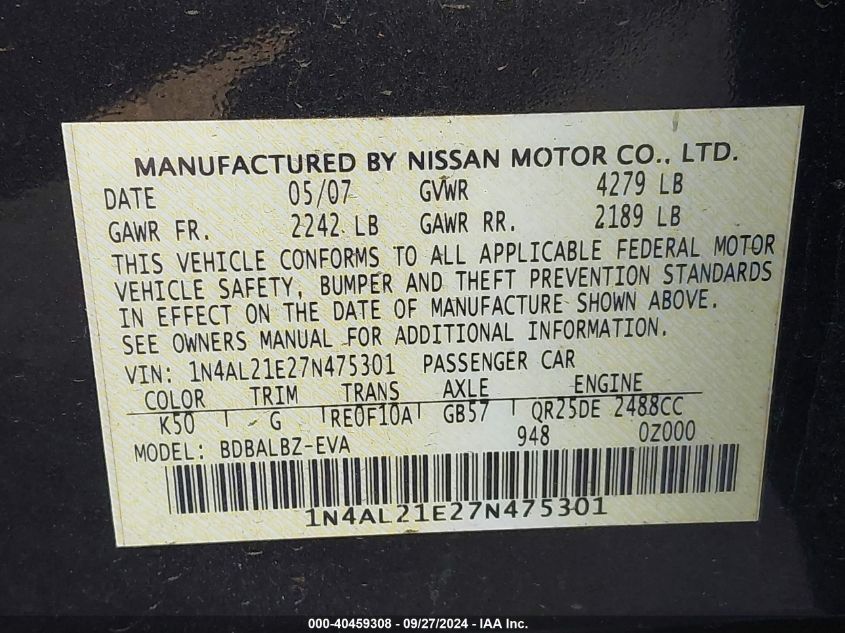 MANUFACTURED BY NISSAN MOTOR CO., LTD.
DATE 05/07 GVWR 4279 LB
GAWR FR. 2242 LB GAWR RR. 2189 LB
THIS VEHICLE CONFORMS TO ALL APPLICABLE FEDERAL MOTOR
VEHICLE SAFETY, BUMPER AND THEFT PREVENTION STANDARDS
IN EFFECT ON THE DATE OF MANUFACTURE SHOWN ABOVE.
SEE OWNERS MANUAL FOR ADDITIONAL INFORMATION.
VIN: 1N4AL21E27N475301 PASSENGER CAR
COLOR TRIM TRANS AXLE ENGINE
K50 G RE0F10A GB57 QR25DE 2488CC
MODEL: BDBALBZ-EVA 948 0Z000
1N4AL21E27N475301
000-40459308 - 09/27/2024 - IAA Inc.